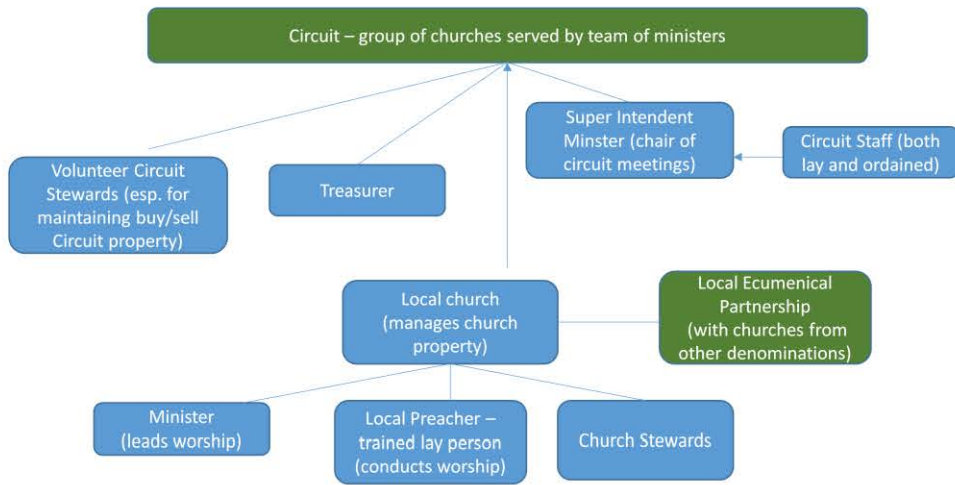 Circuit – group of churches served by team of ministers
Super Intendent
Minster (chair of
circuit meetings)
Circuit Staff (both
lay and ordained)
Volunteer Circuit
Stewards (esp. for
maintaining buy/sell
Circuit property)
Treasurer
Local church
(manages church
property)
Local Ecumenical
Partnership
(with churches from
other denominations)
Minister
(leads worship)
Local Preacher –
trained lay person
(conducts worship)
Church Stewards